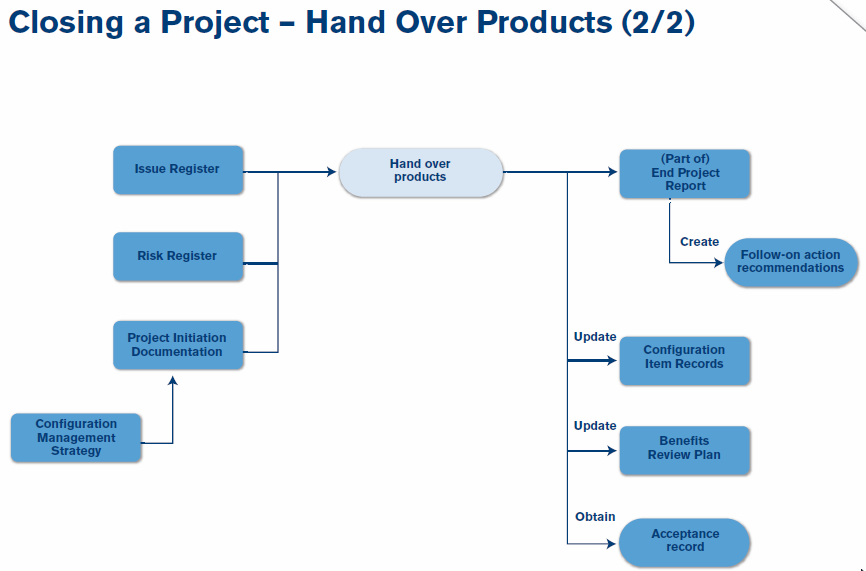 Closing a Project – Hand Over Products (2/2)
Issue Register
Hand over
products
(Part of)
End Project
Report
Risk Register
Create
Follow-on action
recommendations
Project Initiation
Documentation
Update
Configuration
Item Records
Configuration
Management
Strategy
Update
Benefits
Review Plan
Obtain
Acceptance
record